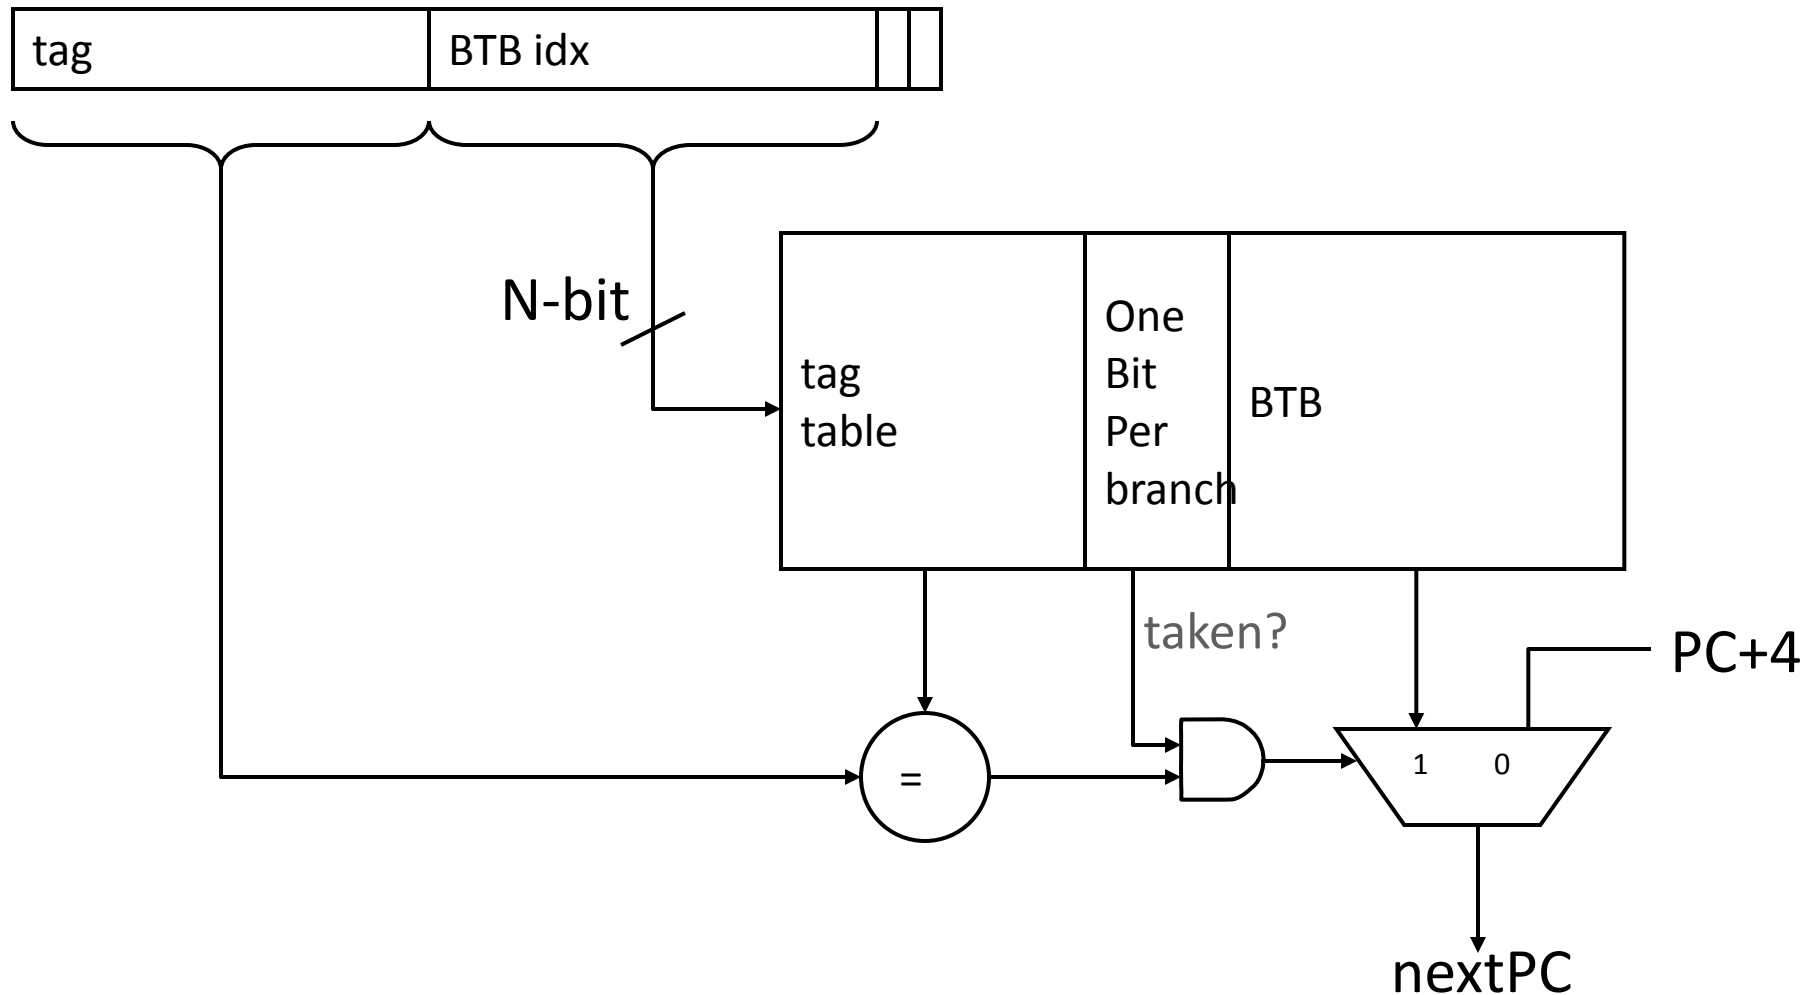 tag
BTB idx
N-bit
tag
table
One
Bit
Per
branch
BTB
taken?
PC+4
=
1
0
nextPC